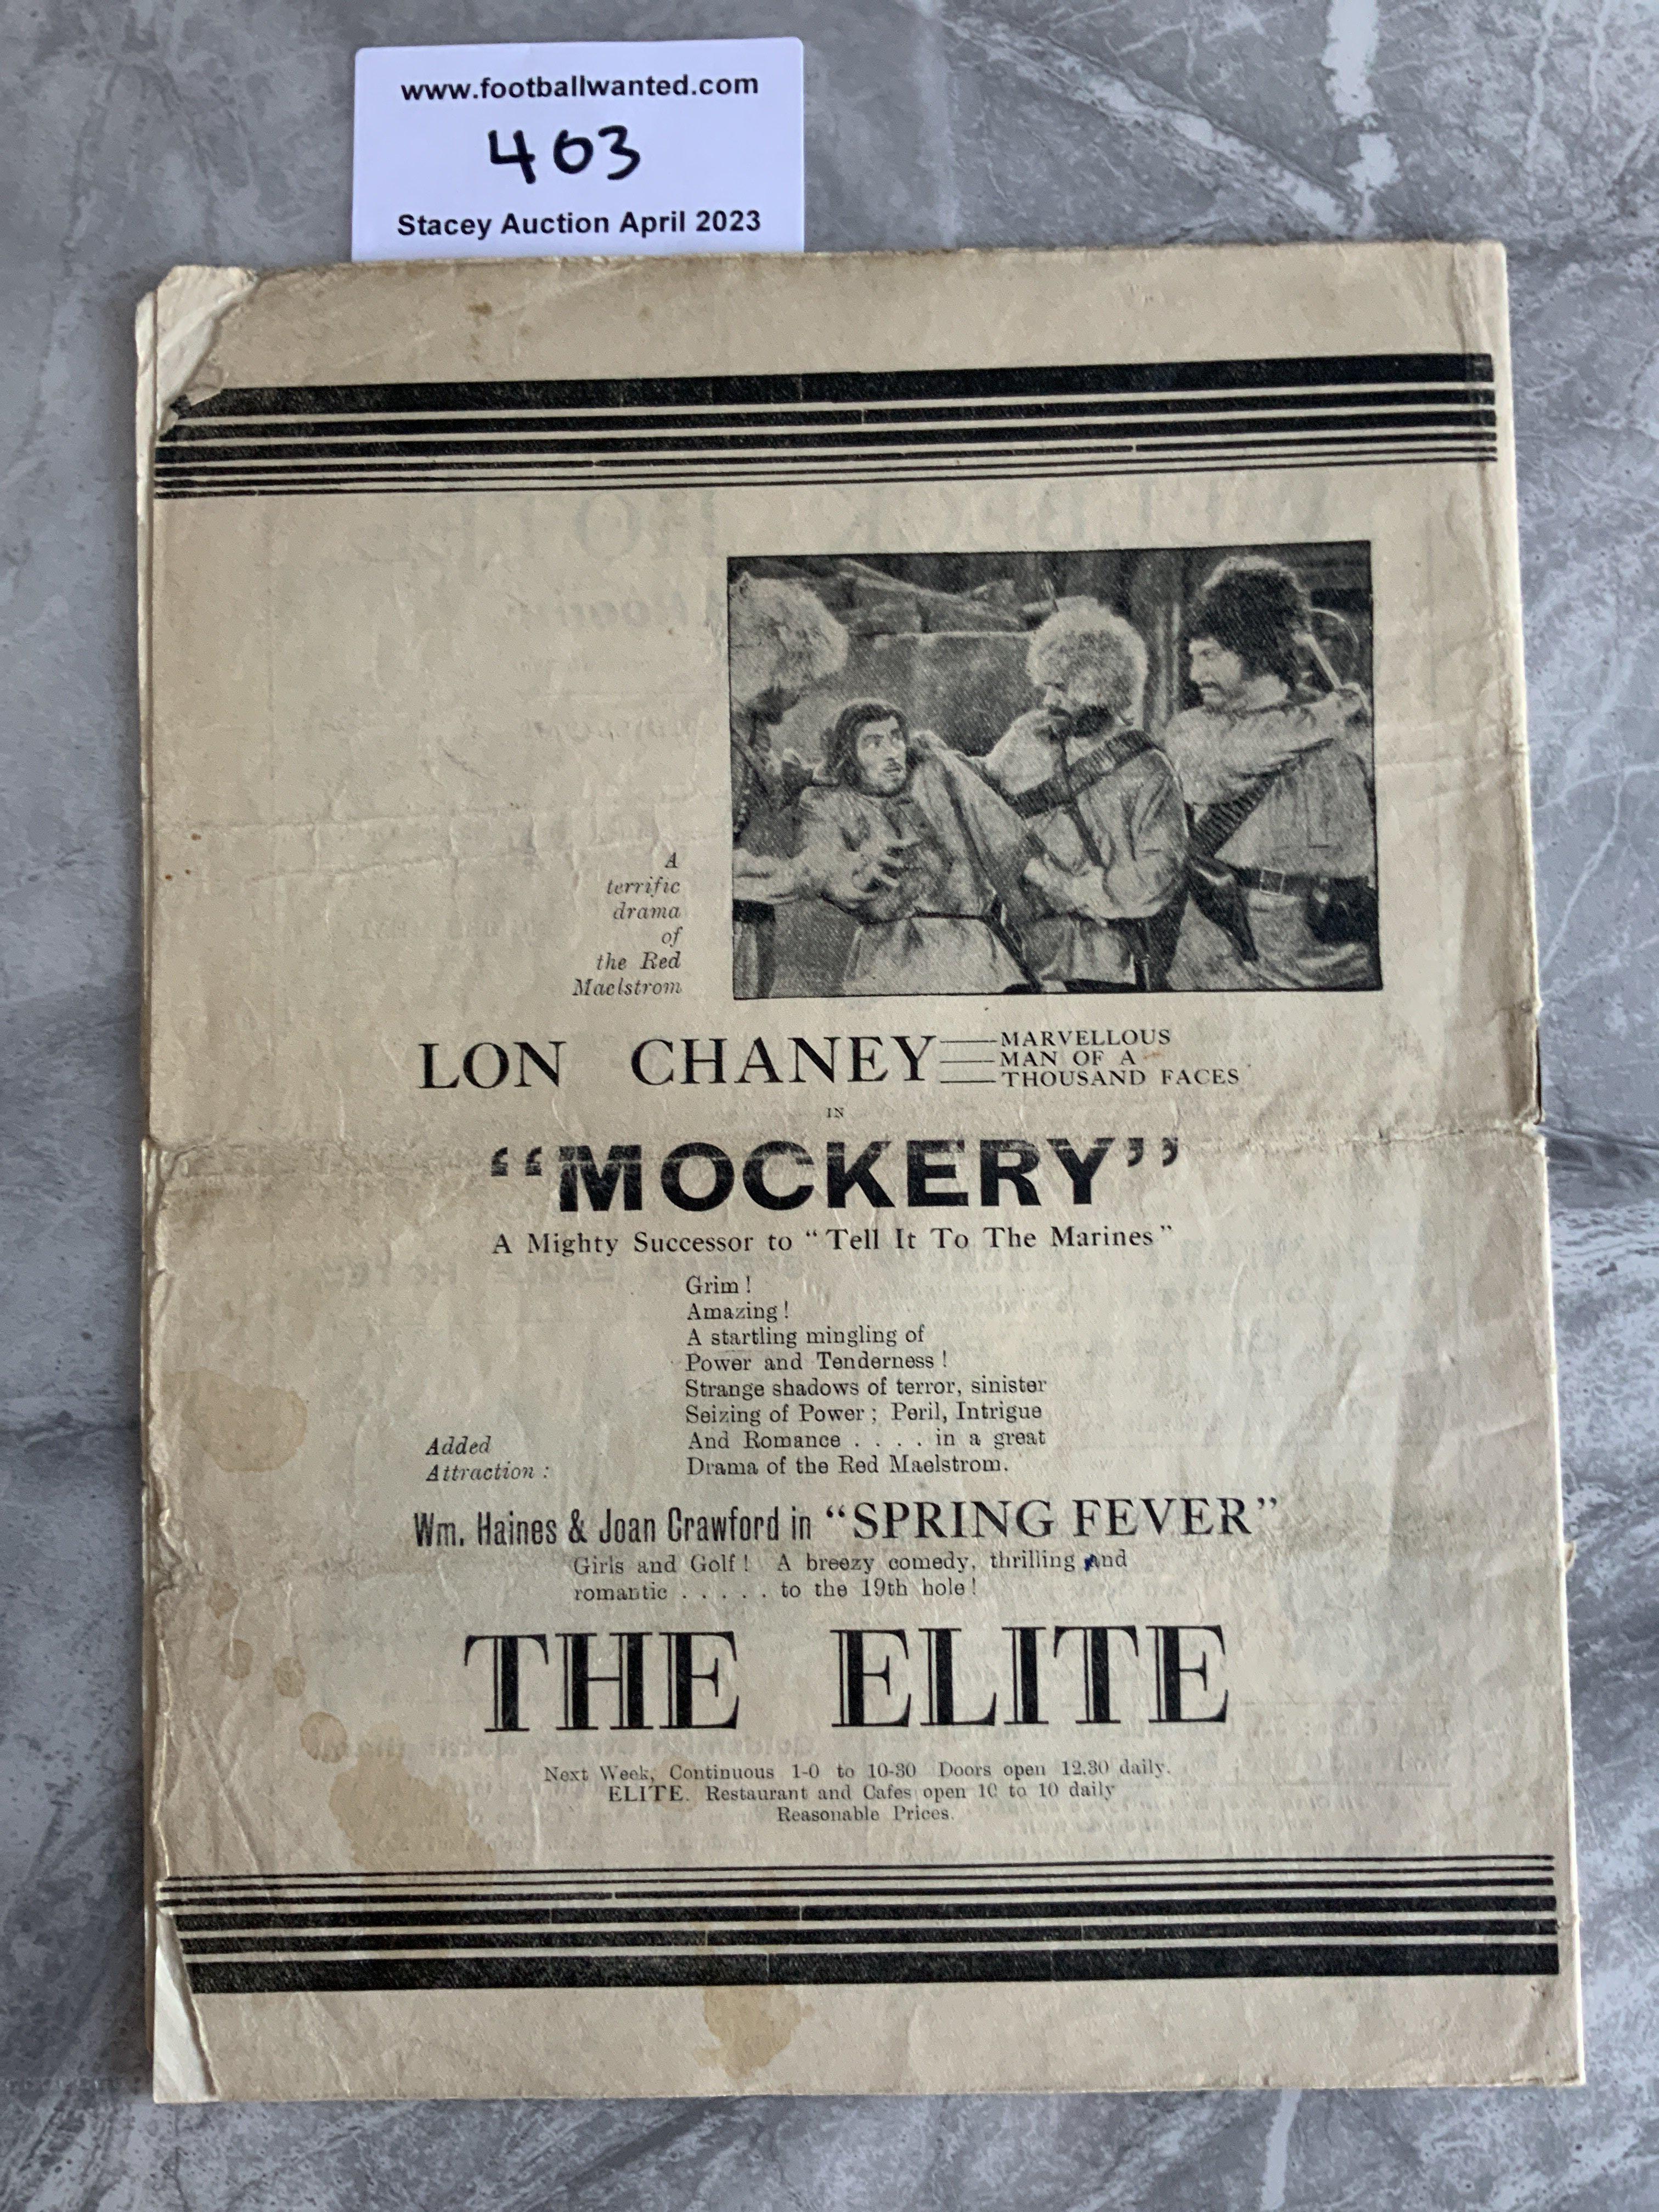 www.footballwanted.com
403
Stacey Auction April 2023
A
terrific
drama
of
the Red
Maelstrom
LON CHANEY
MARVELLOUS
MAN OF A
THOUSAND FACES
IN
“MOCKERY”
A Mighty Successor to “Tell It To The Marines”
Grim !
Amazing !
A startling mingling of
Power and Tenderness !
Strange shadows of terror, sinister
Seizing of Power ; Peril, Intrigue
And Romance . . . . in a great
Drama of the Red Maelstrom.
Added
Attraction :
Wm. Haines & Joan Crawford in “SPRING FEVER”
Girls and Golf ! A breezy comedy, thrilling and
romantic . . . . . to the 19th hole !
THE ELITE
Next Week, Continuous 1-0 to 10-30 Doors open 12.30 daily.
ELITE. Restaurant and Cafes open 10 to 10 daily
Reasonable Prices.